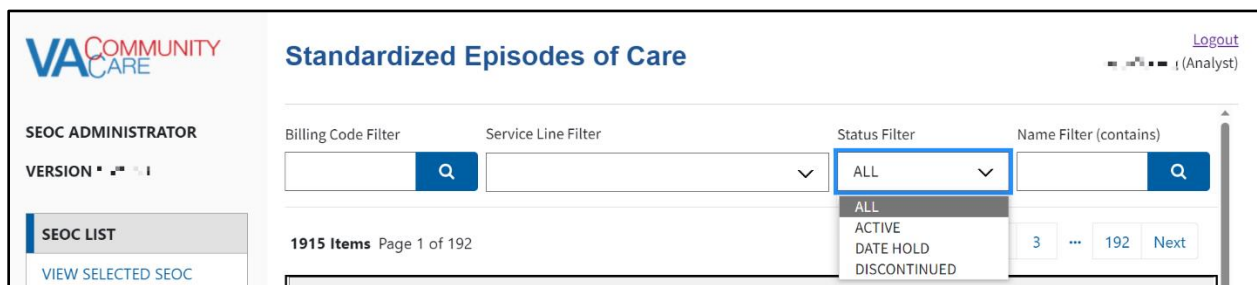 VA COMMUNITY CARE
Standardized Episodes of Care
Logout
(Analyst)
SEOC ADMINISTRATOR
VERSION
Billing Code Filter
Service Line Filter
Status Filter
Name Filter (contains)
ALL
ALL
ACTIVE
DATE HOLD
DISCONTINUED
SEOC LIST
VIEW SELECTED SEOC
1915 Items Page 1 of 192
3 ... 192 Next